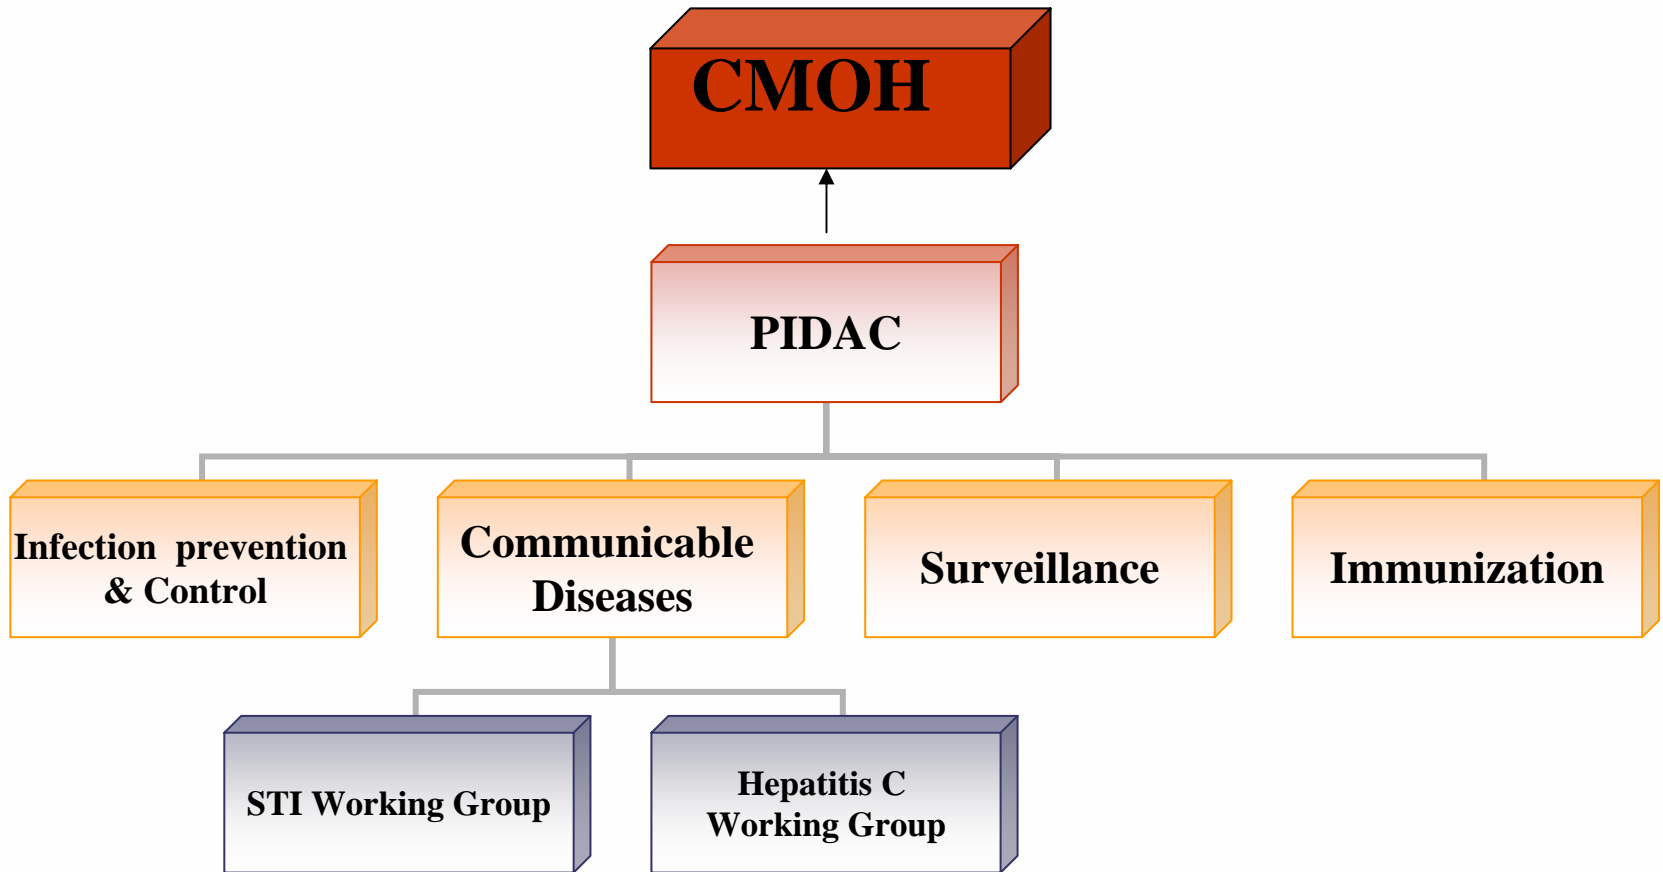 CMOH
PIDAC
Infection prevention
& Control
Communicable
Diseases
Surveillance
Immunization
STI Working Group
Hepatitis C
Working Group